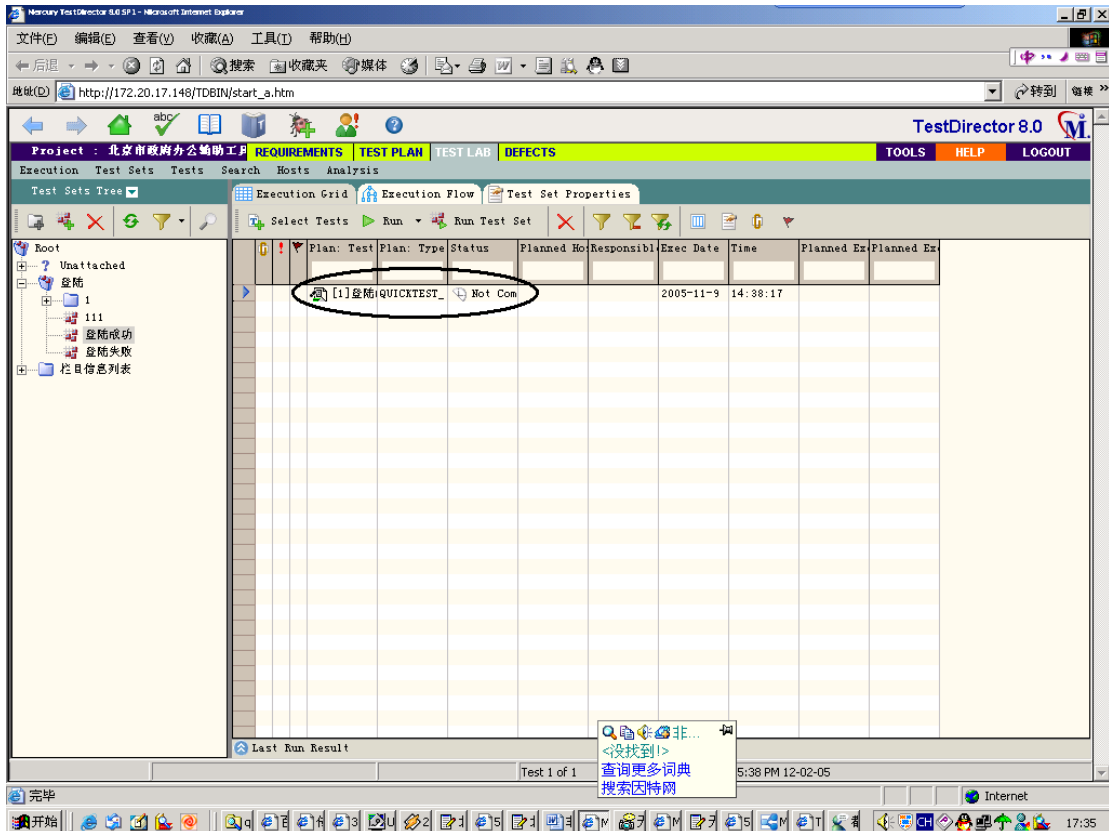 Mercury TestDirector 8.0 SP1 - Microsoft Internet Explorer
文件(F) 编辑(E) 查看(V) 收藏(A) 工具(T) 帮助(H)
后退 搜索 收藏夹 媒体
地址(D) http://172.20.17.148/TDBIN/start_a.htm 转到 链接 »
TestDirector 8.0
Project : 北京市政府办公辅助工具 REQUIREMENTS TEST PLAN TEST LAB DEFECTS TOOLS HELP LOGOUT
Execution Test Sets Tests Search Hosts Analysis
Test Sets Tree Execution Grid Execution Flow Test Set Properties
Select Tests Run Run Test Set
Root
Unattached
登陆
1
111
登陆成功
登陆失败
栏目信息列表
Plan: Test Plan: Type Status Planned Ho Responsibl Exec Date Time Planned Ex Planned Exe
[1]登陆 QUICKTEST_ Not Com 2005-11-9 14:38:17
Last Run Result
非...
<没找到!>
查询更多词典
搜索因特网
Test 1 of 1 5:38 PM 12-02-05
完毕 Internet
开始 CH 17:35